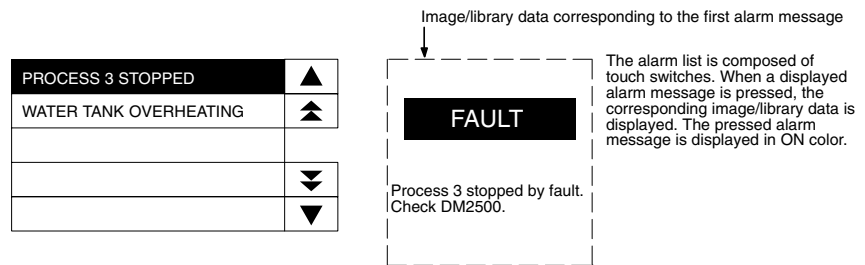 Image/library data corresponding to the first alarm message
PROCESS 3 STOPPED
WATER TANK OVERHEATING
FAULT
Process 3 stopped by fault.
Check DM2500.
The alarm list is composed of
touch switches. When a displayed
alarm message is pressed, the
corresponding image/library data is
displayed. The pressed alarm
message is displayed in ON color.